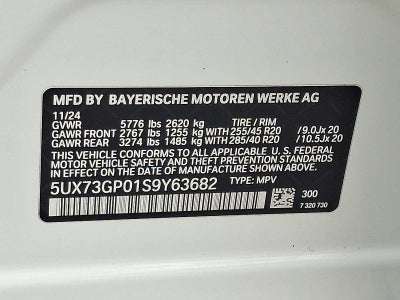 MFD BY BAYERISCHE MOTOREN WERKE AG
11/24
GVWR 5776 lbs 2620 kg TIRE / RIM
GAWR FRONT 2767 lbs 1255 kg WITH 255/45 R20 / 9.0Jx 20
GAWR REAR 3274 lbs 1485 kg WITH 285/40 R20 / 10.5Jx 20
THIS VEHICLE CONFORMS TO ALL APPLICABLE U.S. FEDERAL
MOTOR VEHICLE SAFETY AND THEFT PREVENTION STANDARDS
IN EFFECT ON THE DATE OF MANUFACTURE SHOWN ABOVE.
5UX73GP01S9Y63682 TYPE: MPV
300
7 320 730